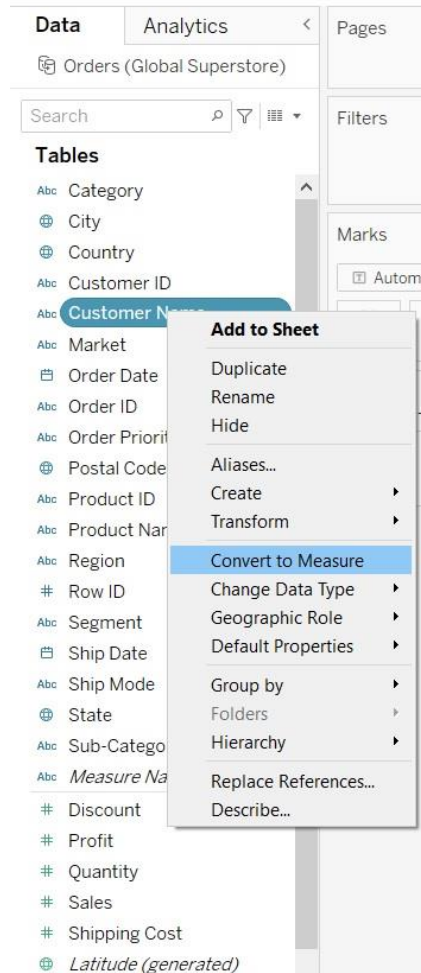 Data Analytics < Pages
Orders (Global Superstore)
Search Filters
Tables
Abc Category
City Marks
Country
Abc Customer ID Autom
Abc Customer Name
Add to Sheet
Abc Market
Duplicate
Order Date
Rename
Abc Order ID
Hide
Abc Order Priorit
Aliases...
Postal Code
Create
Abc Product ID
Transform
Abc Product Nar
Abc Region
Convert to Measure
# Row ID
Change Data Type
Abc Segment
Geographic Role
Ship Date
Default Properties
Abc Ship Mode
Group by
State
Folders
Abc Sub-Catego
Hierarchy
Abc Measure Na
Replace References...
# Discount
Describe...
# Profit
# Quantity
# Sales
# Shipping Cost
Latitude (generated)